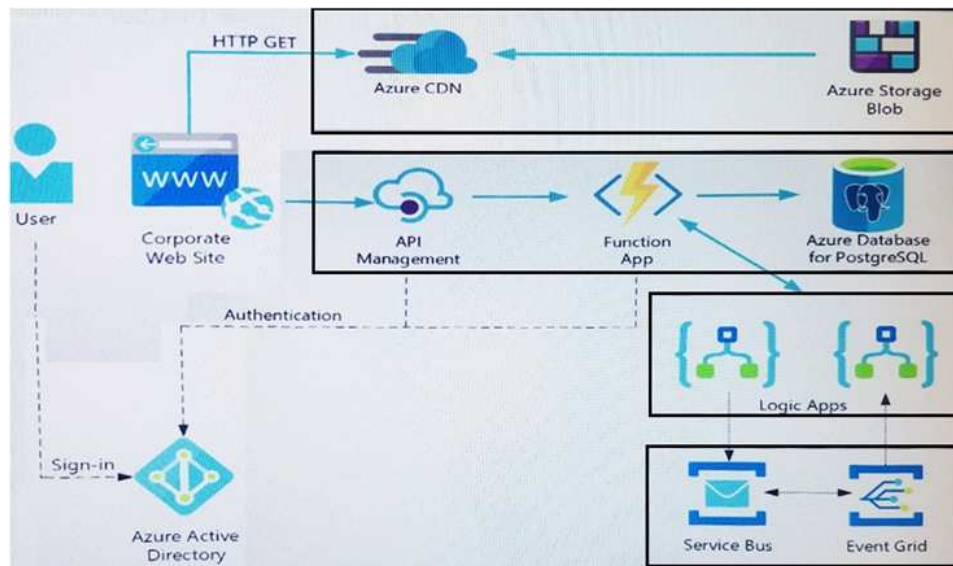 HTTP GET
Azure CDN
Azure Storage
Blob
www
User
Corporate
Web Site
API
Management
Function
App
Azure Database
for PostgreSQL
Authentication
Logic Apps
Sign-in
Azure Active
Directory
Service Bus
Event Grid